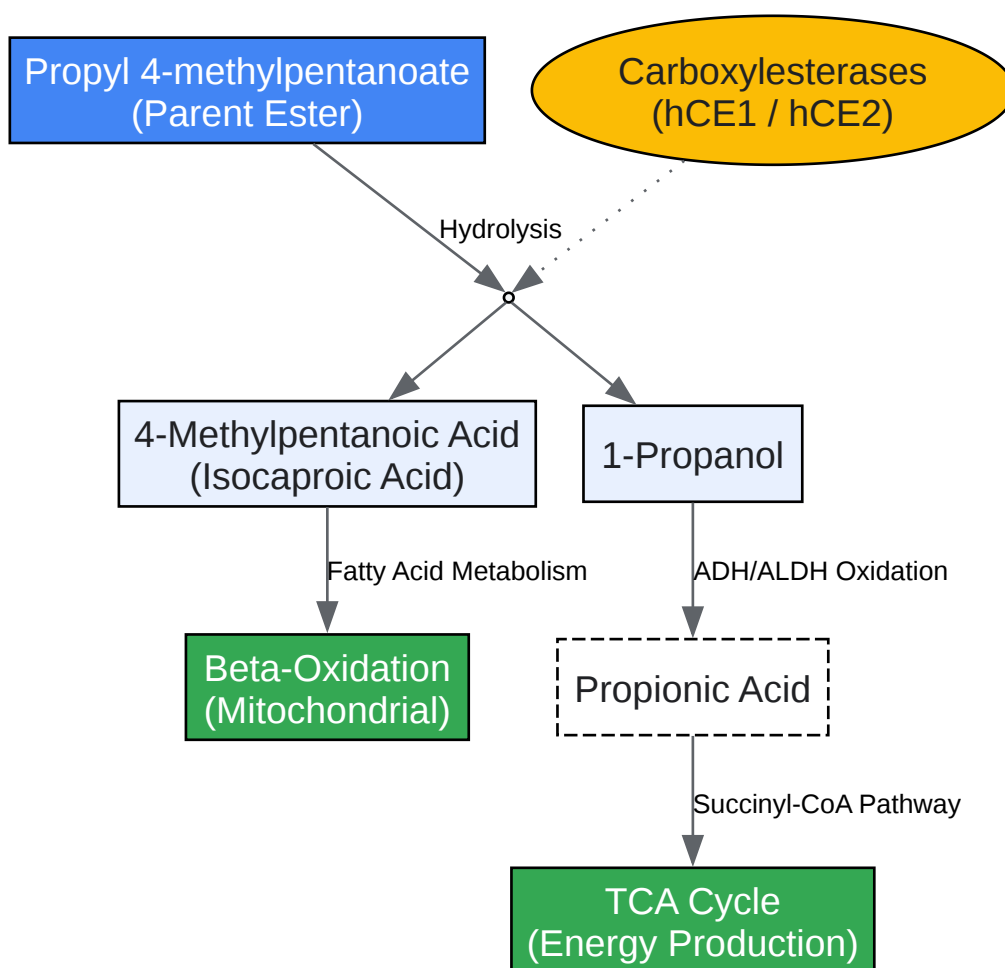 Propyl 4-methylpentanoate
(Parent Ester)
Carboxylesterases
(hCE1 / hCE2)
Hydrolysis
4-Methylpentanoic Acid
(Isocaproic Acid)
1-Propanol
Fatty Acid Metabolism
ADH/ALDH Oxidation
Beta-Oxidation
(Mitochondrial)
Propionic Acid
Succinyl-CoA Pathway
TCA Cycle
(Energy Production)